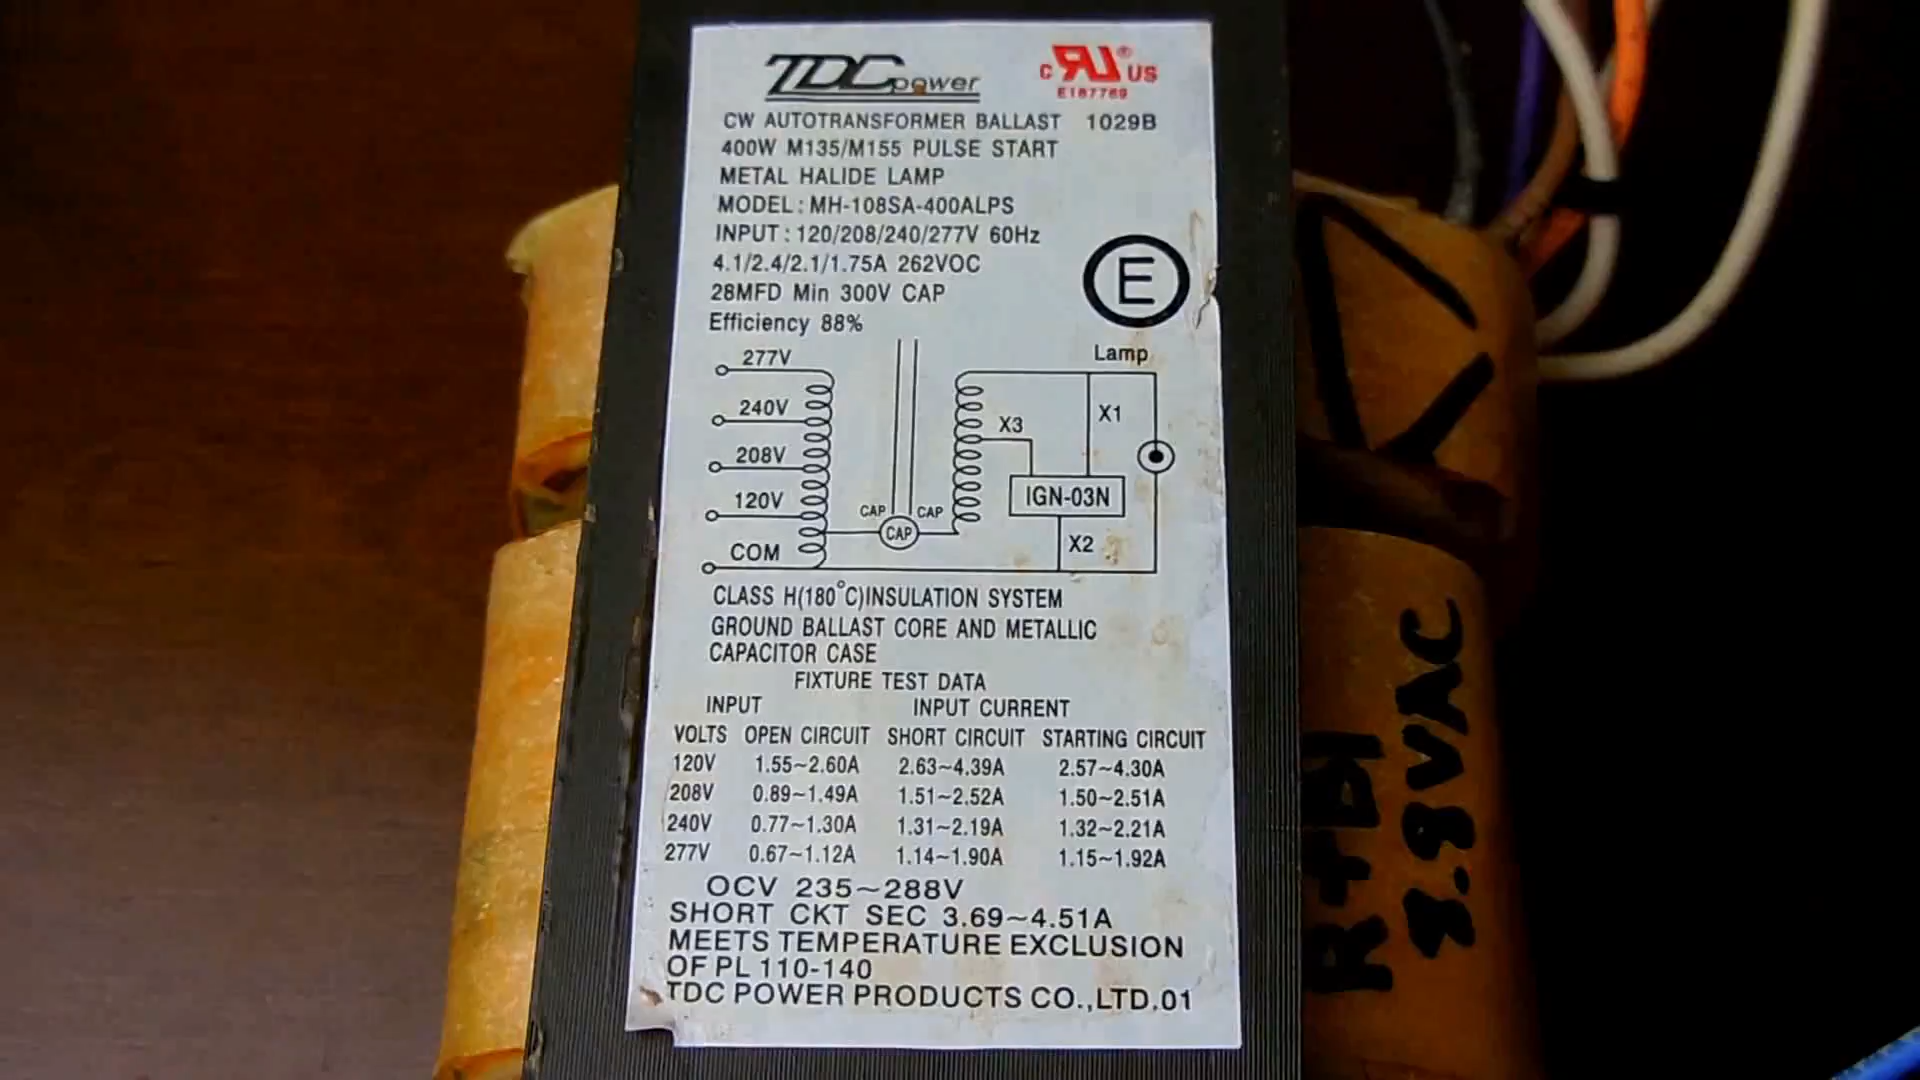 TDC power
C RU® US
E187769
CW AUTOTRANSFORMER BALLAST 1029B
400W M135/M155 PULSE START
METAL HALIDE LAMP
MODEL: MH-108SA-400ALPS
INPUT: 120/208/240/277V 60Hz
4.1/2.4/2.1/1.75A 262VOC
28MFD Min 300V CAP
Efficiency 88%
E
277V
240V
208V
120V
COM
CAP CAP
CAP
Lamp
X3
X1
IGN-03N
X2
CLASS H(180°C)INSULATION SYSTEM
GROUND BALLAST CORE AND METALLIC
CAPACITOR CASE
FIXTURE TEST DATA
INPUT INPUT CURRENT
VOLTS OPEN CIRCUIT SHORT CIRCUIT STARTING CIRCUIT
120V 1.55~2.60A 2.63~4.39A 2.57~4.30A
208V 0.89~1.49A 1.51~2.52A 1.50~2.51A
240V 0.77~1.30A 1.31~2.19A 1.32~2.21A
277V 0.67~1.12A 1.14~1.90A 1.15~1.92A
OCV 235~288V
SHORT CKT SEC 3.69~4.51A
MEETS TEMPERATURE EXCLUSION
OF PL 110-140
TDC POWER PRODUCTS CO.,LTD.01
VAC